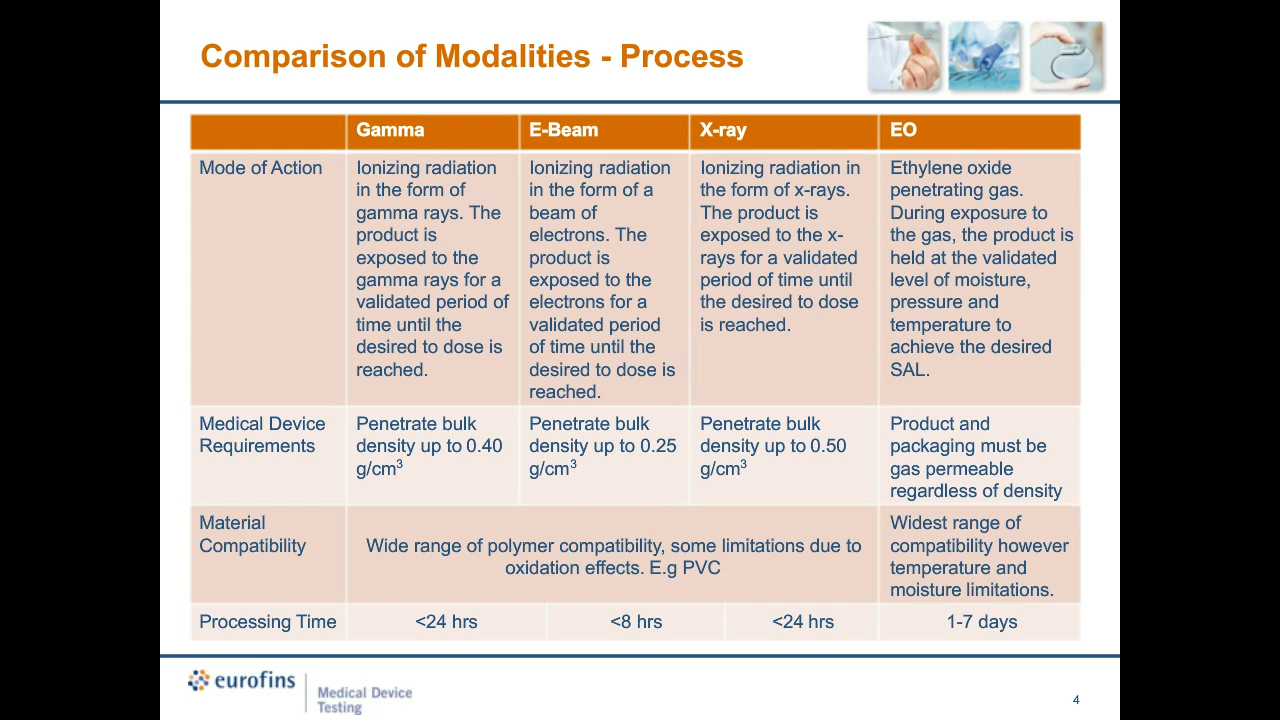 Comparison of Modalities - Process
Gamma
E-Beam
X-ray
EO
Mode of Action
Ionizing radiation
in the form of
gamma rays. The
product is
exposed to the
gamma rays for a
validated period of
time until the
desired to dose is
reached.
Ionizing radiation
in the form of a
beam of
electrons. The
product is
exposed to the
electrons for a
validated period
of time until the
desired to dose is
reached.
Ionizing radiation in
the form of x-rays.
The product is
exposed to the x-
rays for a validated
period of time until
the desired to dose
is reached.
Ethylene oxide
penetrating gas.
During exposure to
the gas, the product is
held at the validated
level of moisture,
pressure and
temperature to
achieve the desired
SAL.
Medical Device
Requirements
Penetrate bulk
density up to 0.40
g/cm³
Penetrate bulk
density up to 0.25
g/cm³
Penetrate bulk
density up to 0.50
g/cm³
Product and
packaging must be
gas permeable
regardless of density
Material
Compatibility
Wide range of polymer compatibility, some limitations due to
oxidation effects. E.g PVC
Widest range of
compatibility however
temperature and
moisture limitations.
Processing Time
<24 hrs
<8 hrs
<24 hrs
1-7 days
eurofins
Medical Device
Testing
4